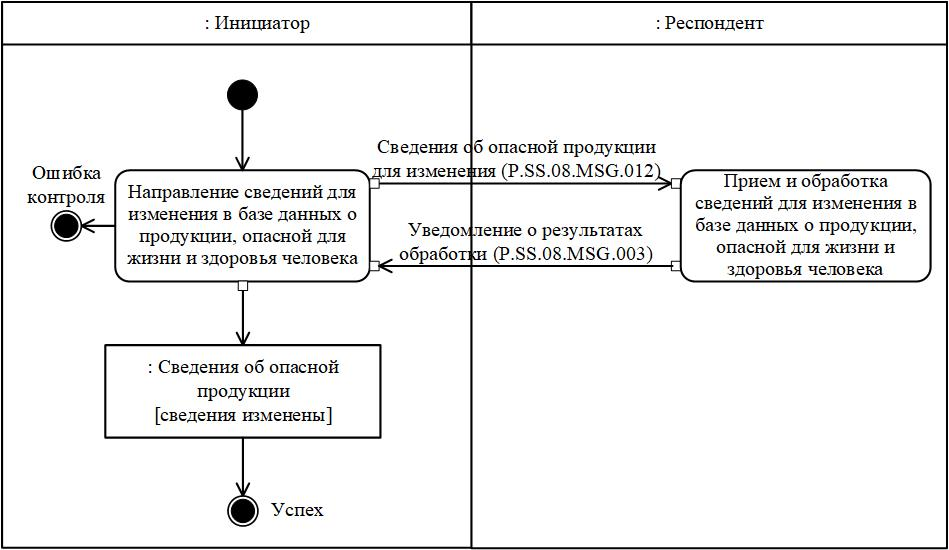 : Инициатор
: Респондент
Сведения об опасной продукции
для изменения (P.SS.08.MSG.012)
Ошибка
контроля
Направление сведений для
изменения в базе данных о
продукции, опасной для
жизни и здоровья человека
Прием и обработка
сведений для изменения в
базе данных о продукции,
опасной для жизни и
здоровья человека
Уведомление о результатах
обработки (P.SS.08.MSG.003)
: Сведения об опасной
продукции
[сведения изменены]
Успех